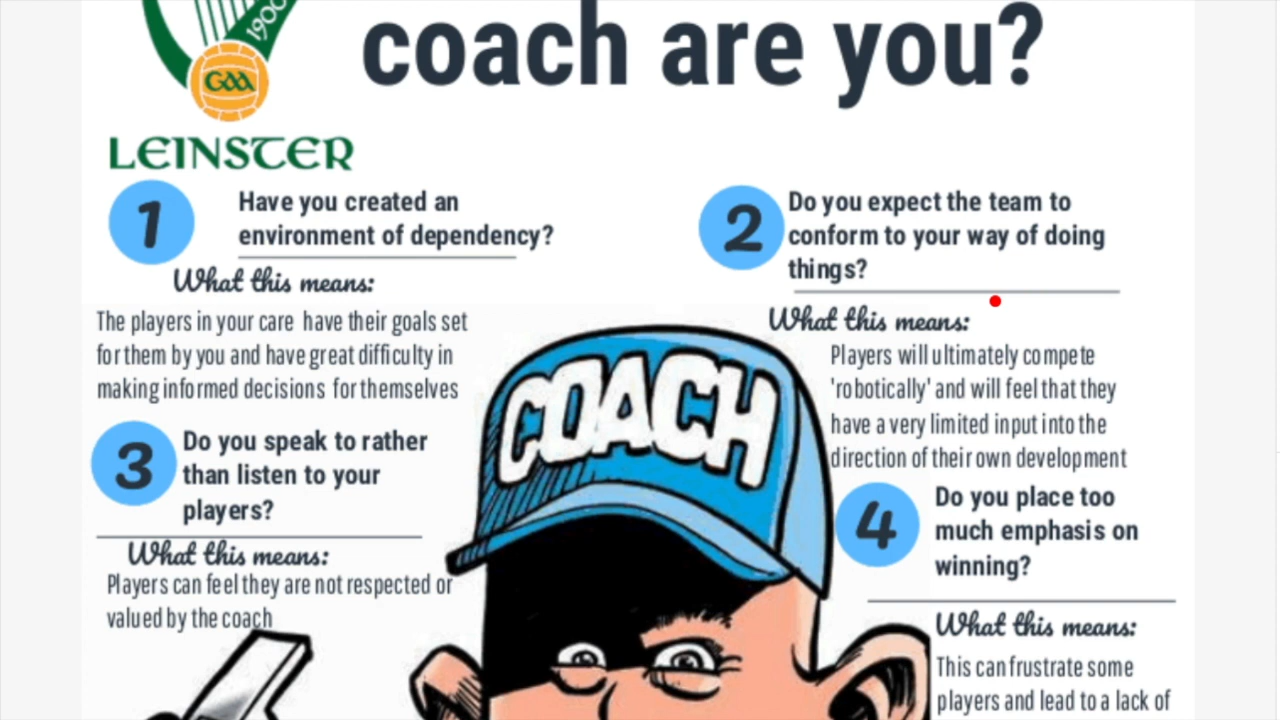 1900
GAA
LEINSTER
coach are you?
1
Have you created an
environment of dependency?
What this means:
The players in your care have their goals set
for them by you and have great difficulty in
making informed decisions for themselves
2
Do you expect the team to
conform to your way of doing
things?
What this means:
Players will ultimately compete
'robotically' and will feel that they
have a very limited input into the
direction of their own development
3
Do you speak to rather
than listen to your
players?
What this means:
Players can feel they are not respected or
valued by the coach
COACH
4
Do you place too
much emphasis on
winning?
What this means:
This can frustrate some
players and lead to a lack of